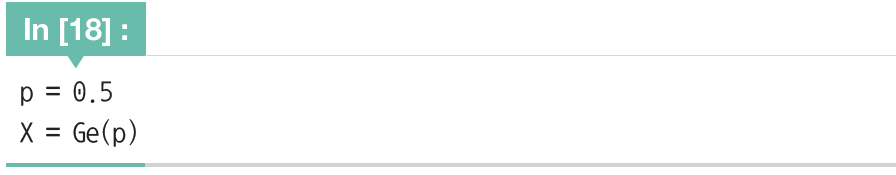 In [18] :
p = 0.5
X = Ge(p)